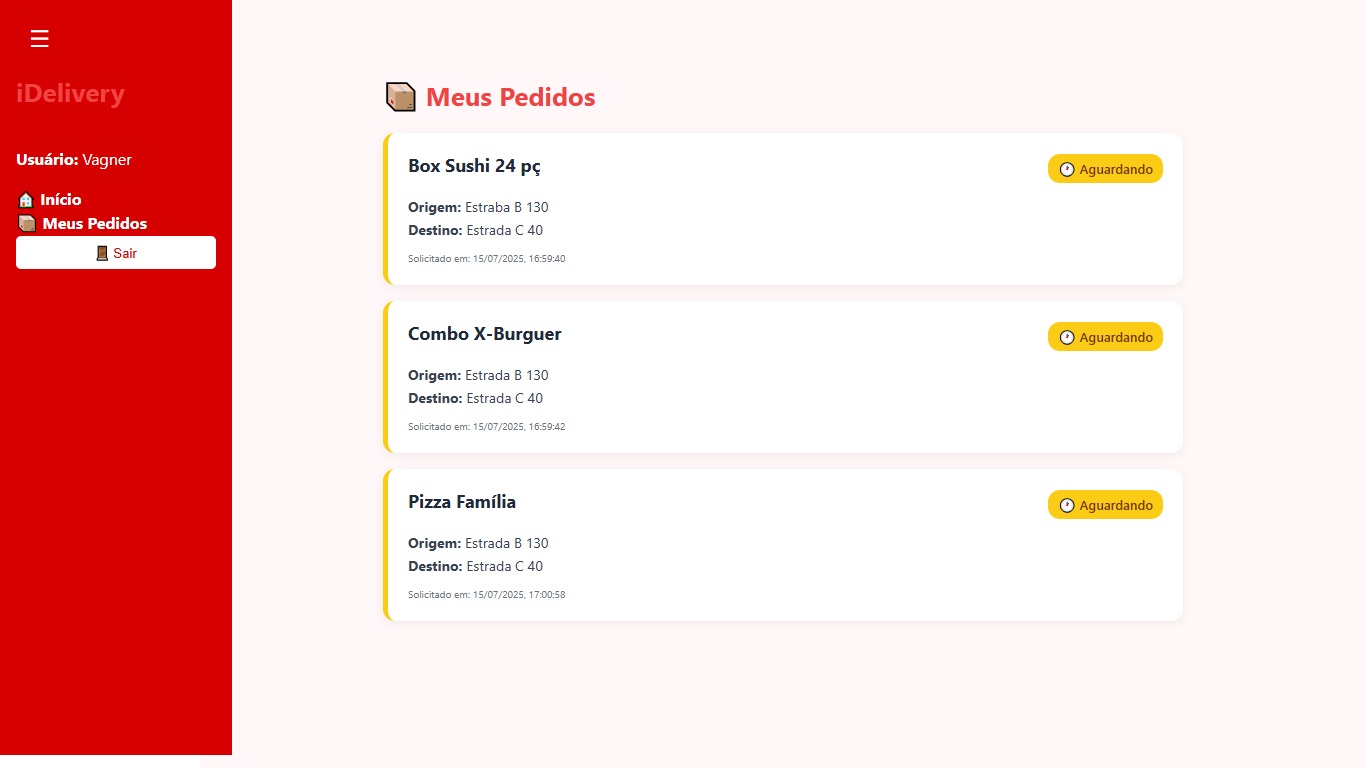 ☰
iDelivery
Usuário: Vagner
🏠 Início
📦 Meus Pedidos
🚪 Sair
📦 Meus Pedidos
Box Sushi 24 pç
🕐 Aguardando
Origem: Estraba B 130
Destino: Estrada C 40
Solicitado em: 15/07/2025, 16:59:40
Combo X-Burguer
🕐 Aguardando
Origem: Estrada B 130
Destino: Estrada C 40
Solicitado em: 15/07/2025, 16:59:42
Pizza Família
🕐 Aguardando
Origem: Estrada B 130
Destino: Estrada C 40
Solicitado em: 15/07/2025, 17:00:58